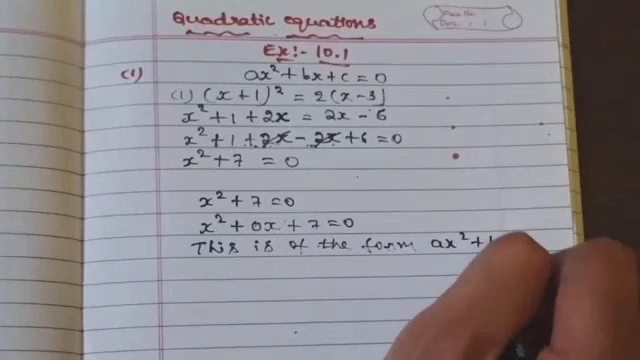 Quadratic equations
Ex:- 10.1
(1) ax² + bx + c = 0
(1) (x + 1)² = 2(x - 3)
x² + 1 + 2x = 2x - 6
x² + 1 + 2x - 2x + 6 = 0
x² + 7 = 0
x² + 7 = 0
x² + 0x + 7 = 0
This is of the form ax² +